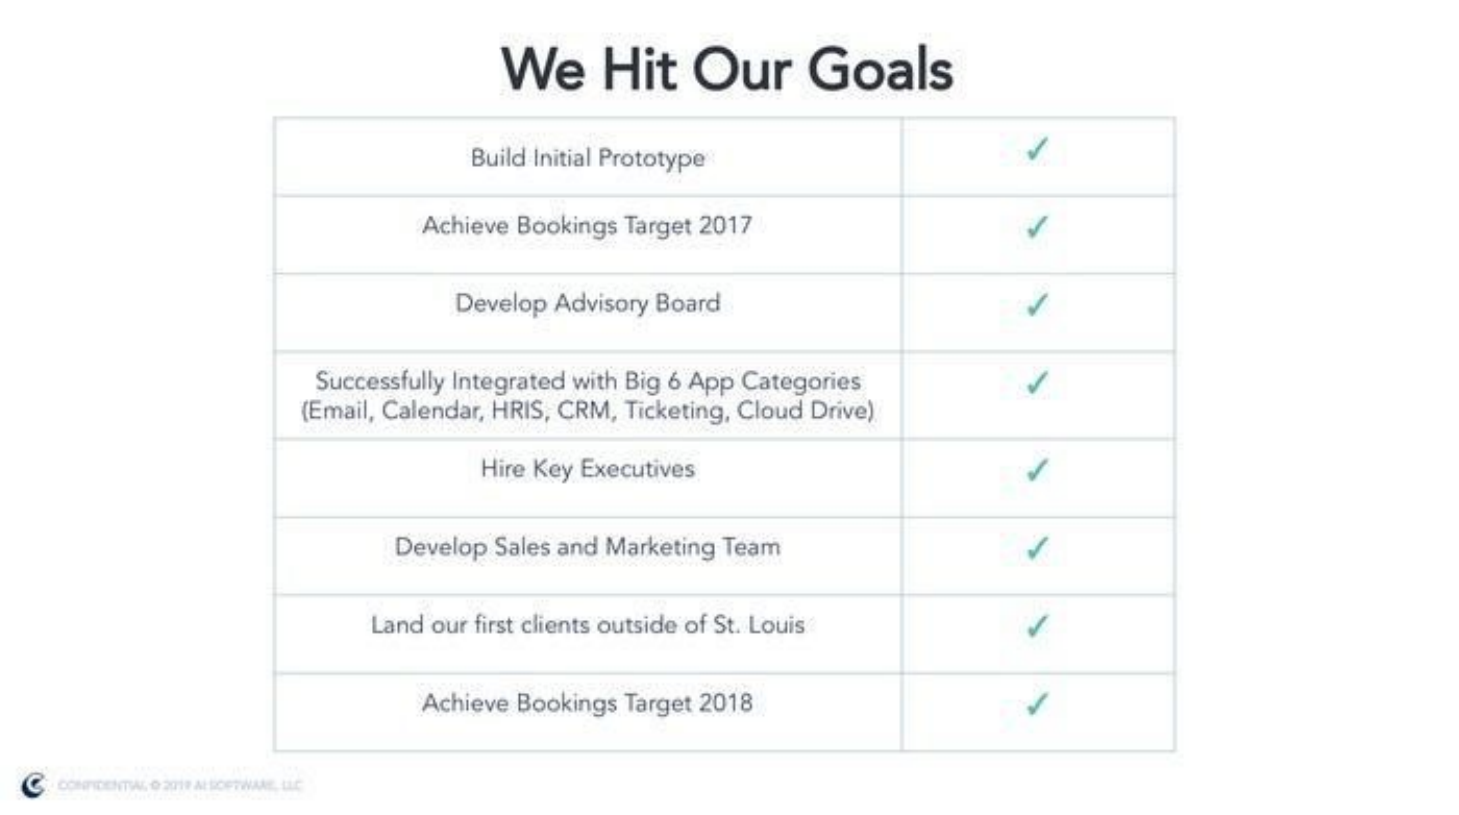 We Hit Our Goals
Build Initial Prototype ✓
Achieve Bookings Target 2017 ✓
Develop Advisory Board ✓
Successfully Integrated with Big 6 App Categories ✓
(Email, Calendar, HRIS, CRM, Ticketing, Cloud Drive)
Hire Key Executives ✓
Develop Sales and Marketing Team ✓
Land our first clients outside of St. Louis ✓
Achieve Bookings Target 2018 ✓
CONFIDENTIAL © 2019 AI SOFTWARE, LLC